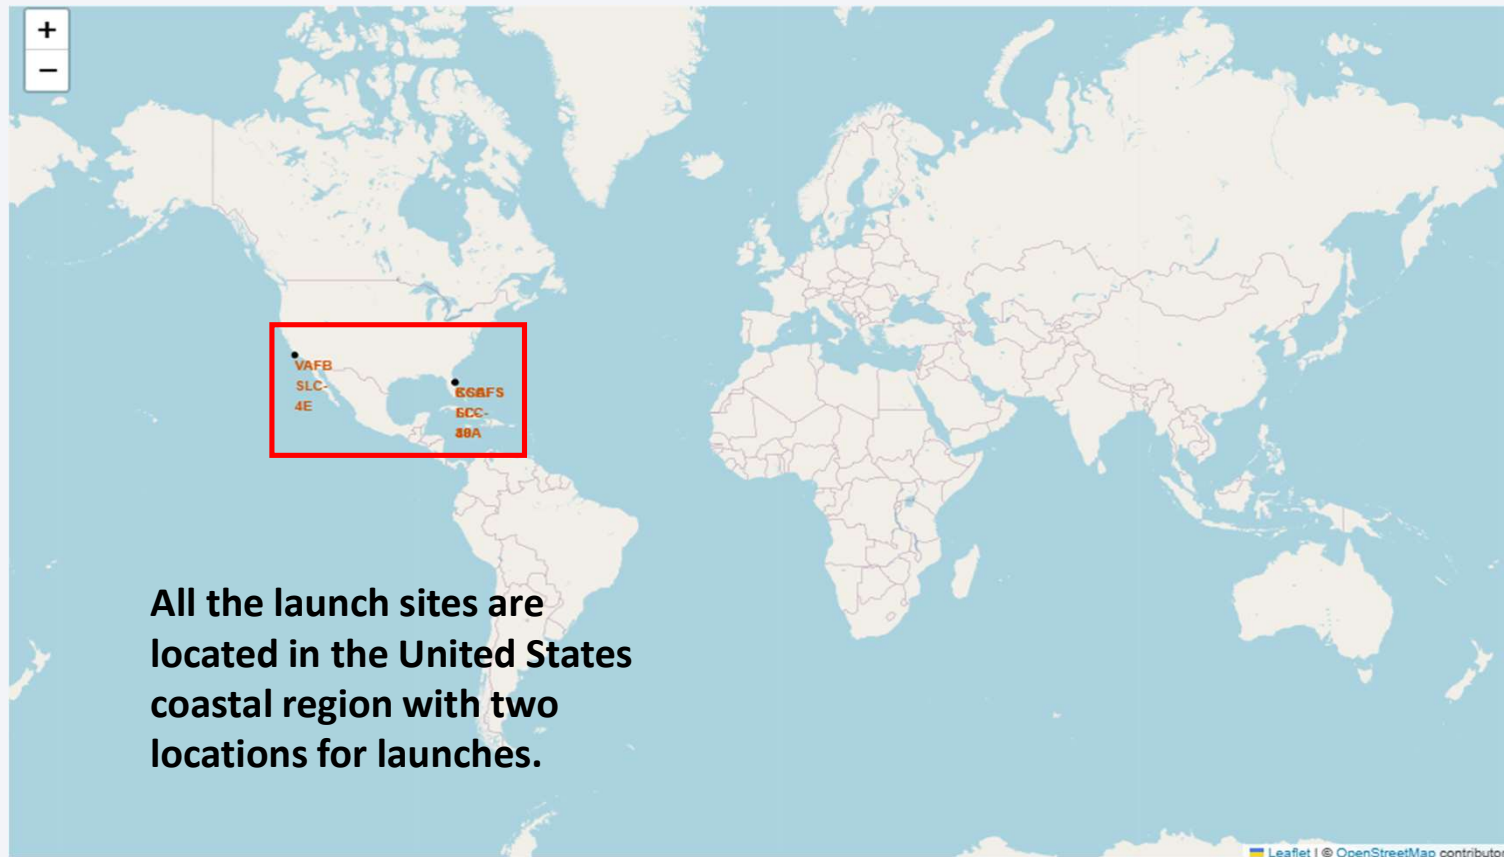 +
−
VAFB
SLC-
4E
All the launch sites are
located in the United States
coastal region with two
locations for launches.
Leaflet | © OpenStreetMap contributor